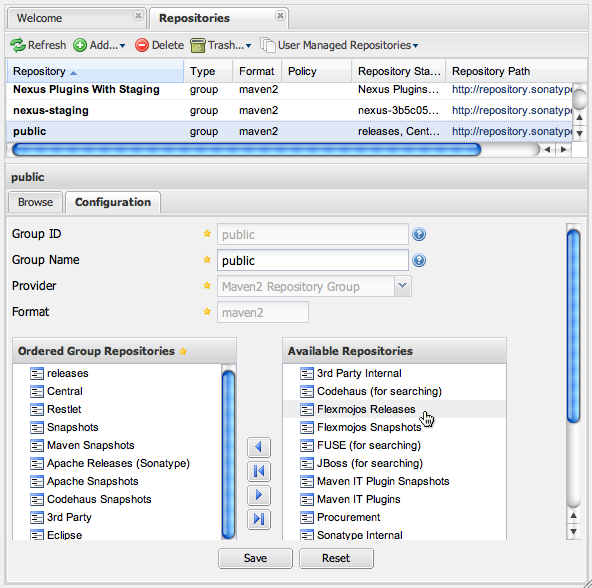 Welcome Repositories
Refresh Add... Delete Trash... User Managed Repositories
Repository Type Format Policy Repository Sta... Repository Path
Nexus Plugins With Staging group maven2 Nexus Plugins... http://repository.sonatype
nexus-staging group maven2 nexus-3b5c05... http://repository.sonatype
public group maven2 releases, Cent... http://repository.sonatype
public
Browse Configuration
Group ID public
Group Name public
Provider Maven2 Repository Group
Format maven2
Ordered Group Repositories
releases
Central
Restlet
Snapshots
Maven Snapshots
Apache Releases (Sonatype)
Apache Snapshots
Codehaus Snapshots
3rd Party
Eclipse
Available Repositories
3rd Party Internal
Codehaus (for searching)
Flexmojos Releases
Flexmojos Snapshots
FUSE (for searching)
JBoss (for searching)
Maven IT Plugin Snapshots
Maven IT Plugins
Procurement
Sonatype Internal
Save Reset